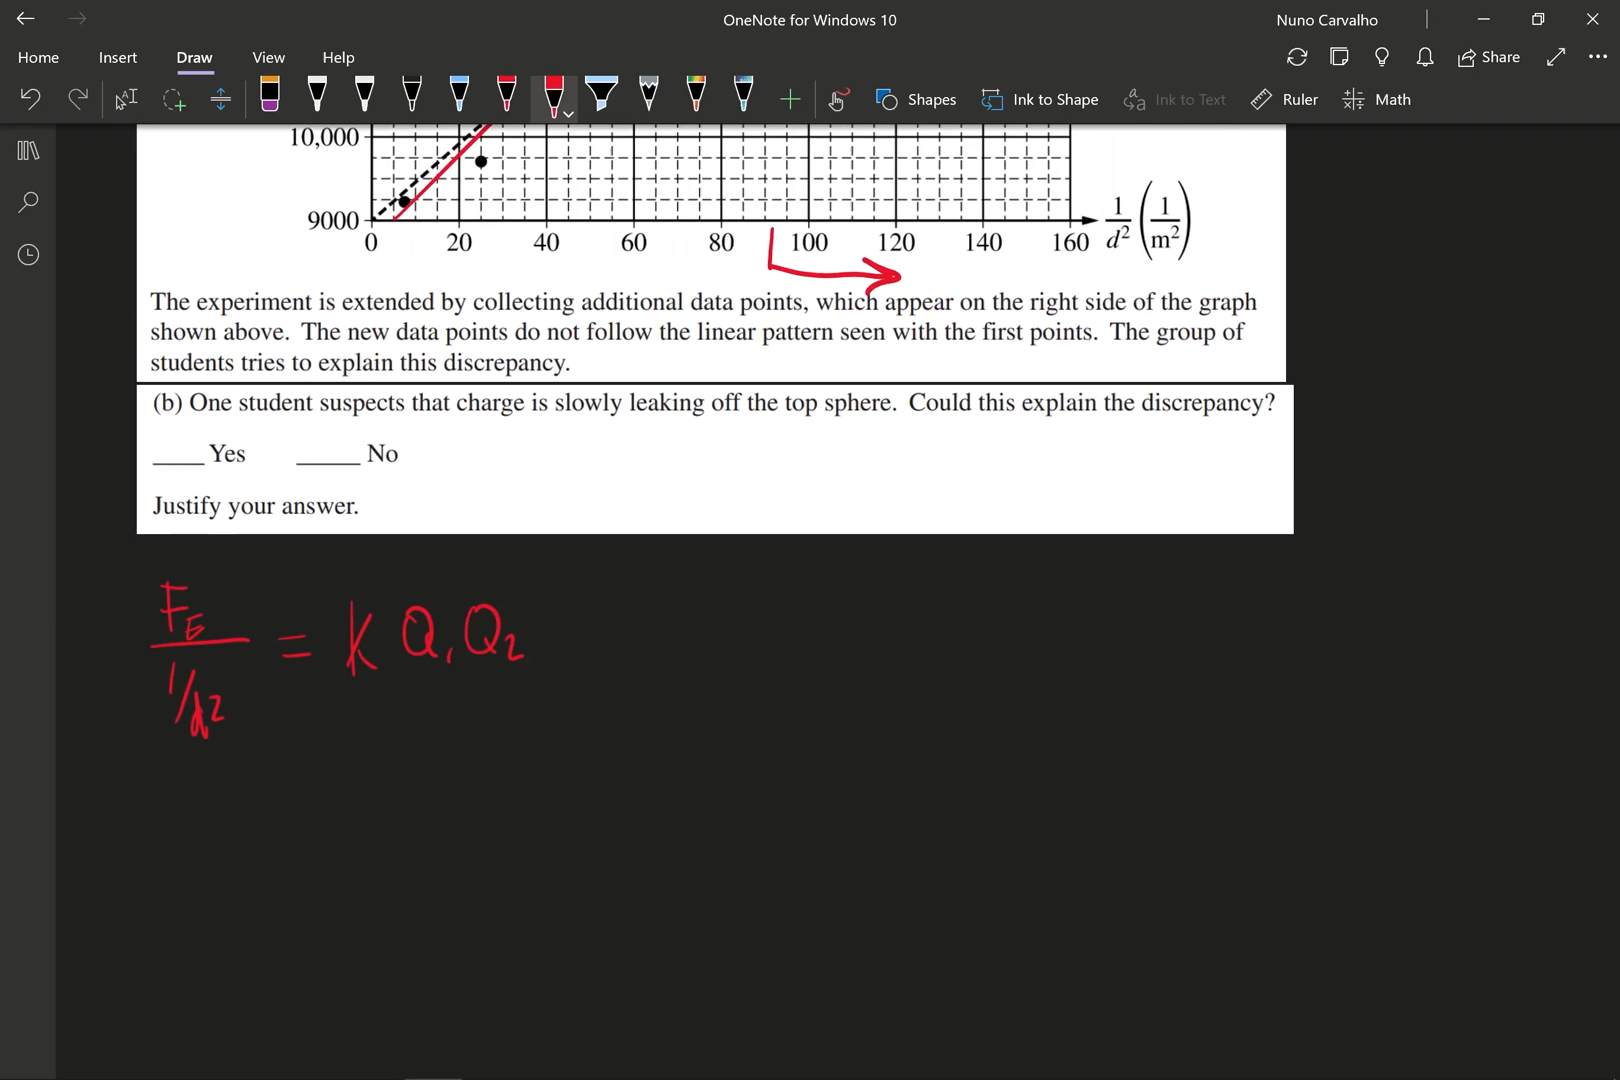 OneNote for Windows 10
Nuno Carvalho
Home Insert Draw View Help
Share
Shapes Ink to Shape Ink to Text Ruler Math
10,000
9000
0 20 40 60 80 100 120 140 160
1/d² (1/m²)
The experiment is extended by collecting additional data points, which appear on the right side of the graph
shown above. The new data points do not follow the linear pattern seen with the first points. The group of
students tries to explain this discrepancy.
(b) One student suspects that charge is slowly leaking off the top sphere. Could this explain the discrepancy?
____ Yes _____ No
Justify your answer.
F_E / (1/d²) = K Q₁ Q₂